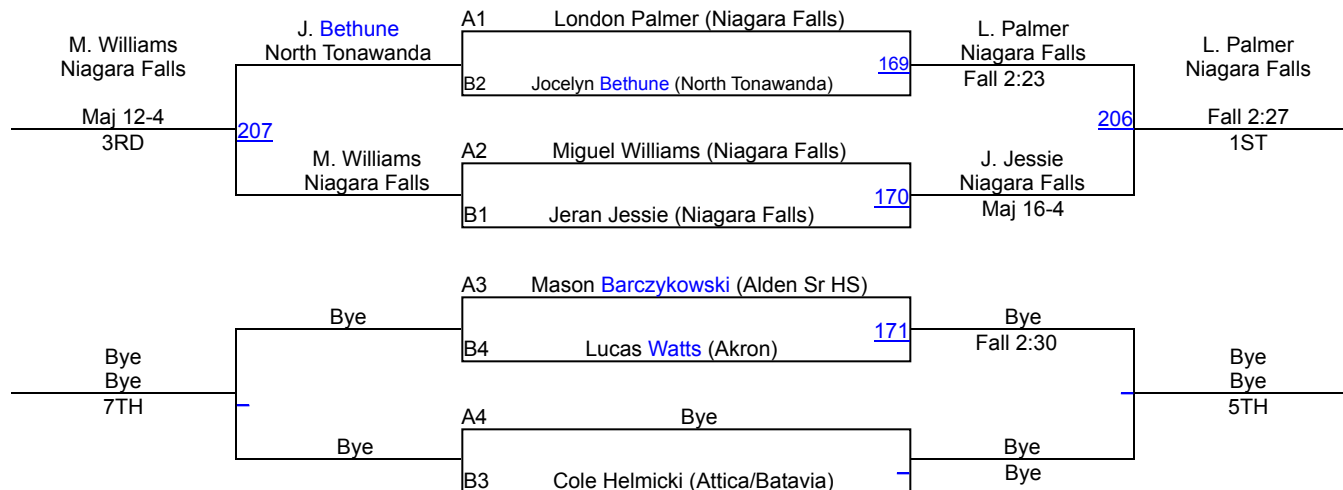 M. Williams
Niagara Falls
Maj 12-4
3RD
207
J. Bethune
North Tonawanda
M. Williams
Niagara Falls
A1 London Palmer (Niagara Falls)
169
B2 Jocelyn Bethune (North Tonawanda)
A2 Miguel Williams (Niagara Falls)
170
B1 Jeran Jessie (Niagara Falls)
L. Palmer
Niagara Falls
Fall 2:23
206
J. Jessie
Niagara Falls
Maj 16-4
L. Palmer
Niagara Falls
Fall 2:27
1ST
Bye
Bye
7TH
Bye
Bye
A3 Mason Barczykowski (Alden Sr HS)
171
B4 Lucas Watts (Akron)
A4 Bye
B3 Cole Helmicki (Attica/Batavia)
Bye
Fall 2:30
Bye
Bye
Bye
Bye
5TH